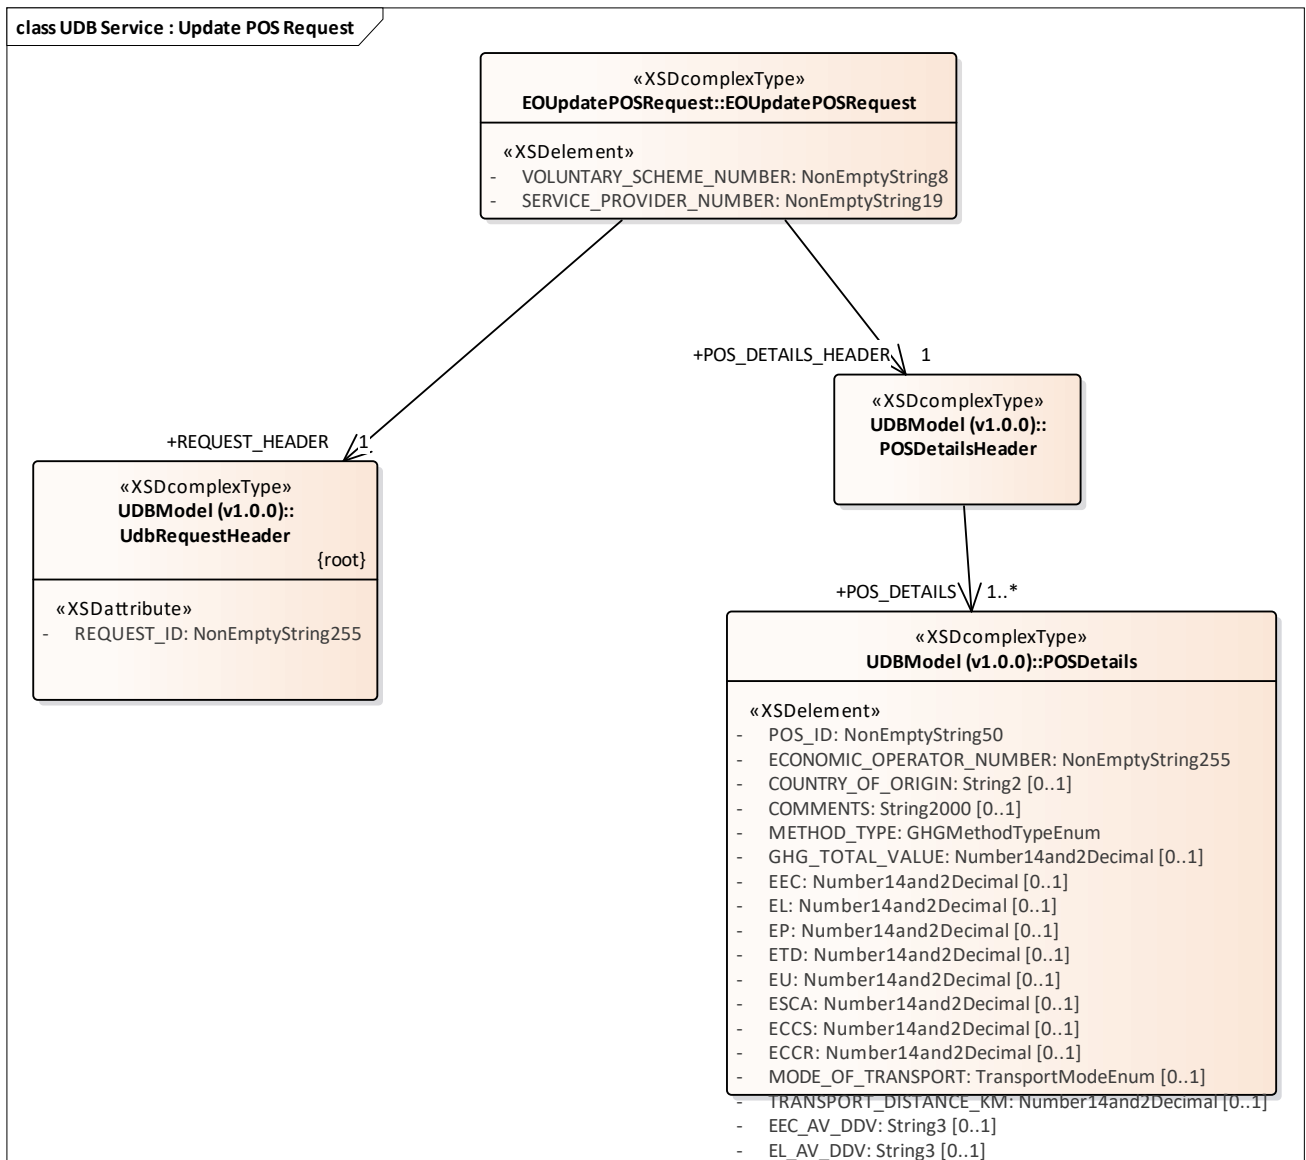 class UDB Service : Update POS Request
«XSDcomplexType»
EOUpdatePOSRequest::EOUpdatePOSRequest
«XSDelement»
- VOLUNTARY_SCHEME_NUMBER: NonEmptyString8
- SERVICE_PROVIDER_NUMBER: NonEmptyString19
+POS_DETAILS_HEADER 1
«XSDcomplexType»
UDBModel (v1.0.0)::
POSDetailsHeader
+REQUEST_HEADER 1
«XSDcomplexType»
UDBModel (v1.0.0)::
UdbRequestHeader
{root}
«XSDattribute»
- REQUEST_ID: NonEmptyString255
+POS_DETAILS 1..*
«XSDcomplexType»
UDBModel (v1.0.0)::POSDetails
«XSDelement»
- POS_ID: NonEmptyString50
- ECONOMIC_OPERATOR_NUMBER: NonEmptyString255
- COUNTRY_OF_ORIGIN: String2 [0..1]
- COMMENTS: String2000 [0..1]
- METHOD_TYPE: GHGMethodTypeEnum
- GHG_TOTAL_VALUE: Number14and2Decimal [0..1]
- EEC: Number14and2Decimal [0..1]
- EL: Number14and2Decimal [0..1]
- EP: Number14and2Decimal [0..1]
- ETD: Number14and2Decimal [0..1]
- EU: Number14and2Decimal [0..1]
- ESCA: Number14and2Decimal [0..1]
- ECCS: Number14and2Decimal [0..1]
- ECCR: Number14and2Decimal [0..1]
- MODE_OF_TRANSPORT: TransportModeEnum [0..1]
- TRANSPORT_DISTANCE_KM: Number14and2Decimal [0..1]
- EEC_AV_DDV: String3 [0..1]
- EL_AV_DDV: String3 [0..1]